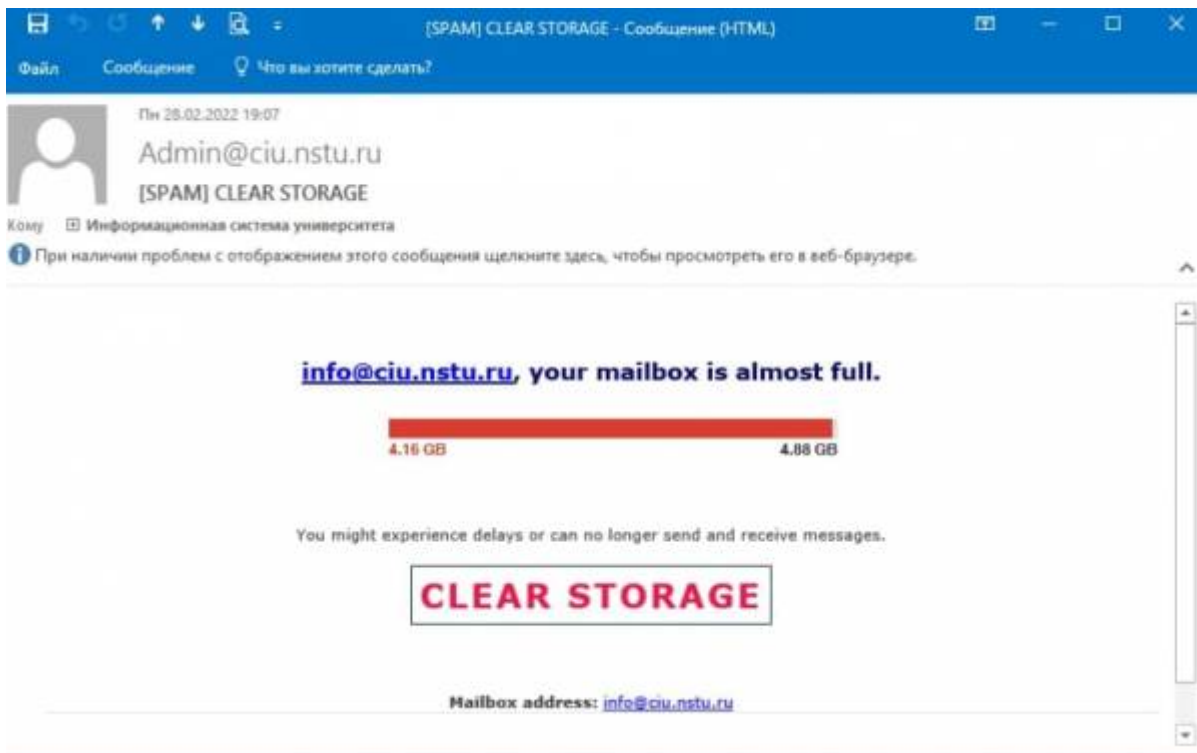 [SPAM] CLEAR STORAGE - Сообщение (HTML)
Файл Сообщение Что вы хотите сделать?
Пн 28.02.2022 19:07
Admin@ciu.nstu.ru
[SPAM] CLEAR STORAGE
Кому Информационная система университета
При наличии проблем с отображением этого сообщения щелкните здесь, чтобы просмотреть его в веб-браузере.
info@ciu.nstu.ru, your mailbox is almost full.
4.16 GB 4.88 GB
You might experience delays or can no longer send and receive messages.
CLEAR STORAGE
Mailbox address: info@ciu.nstu.ru